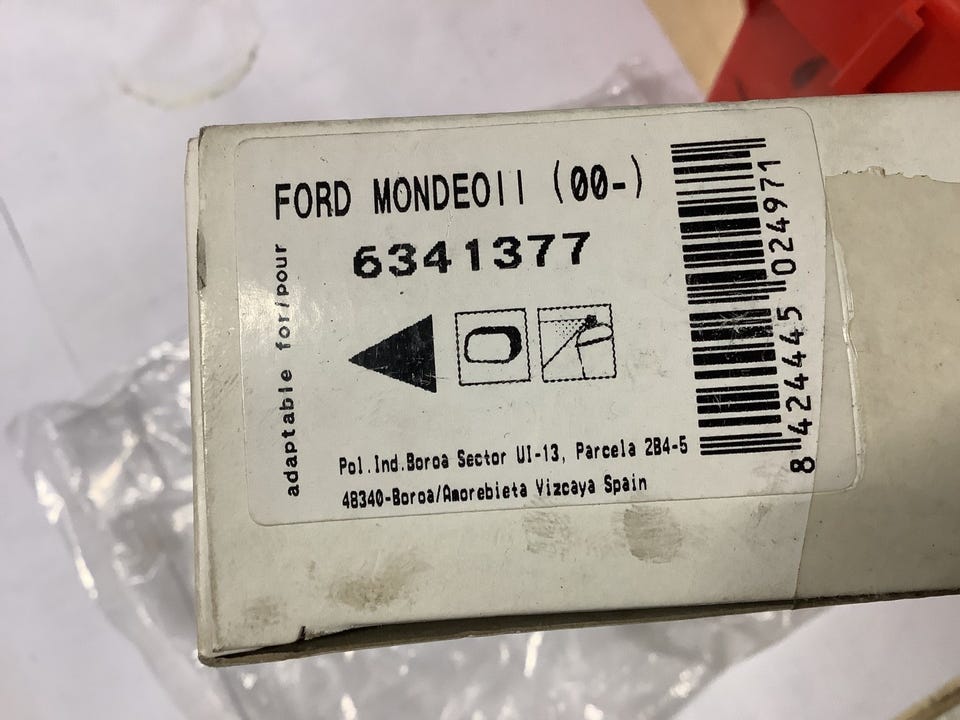 FORD MONDEOII (00-)
6341377
adaptable for/pour
Pol.Ind.Boroa Sector UI-13, Parcela 2B4-5
48340-Boroa/Amorebieta Vizcaya Spain
8 424445 024971